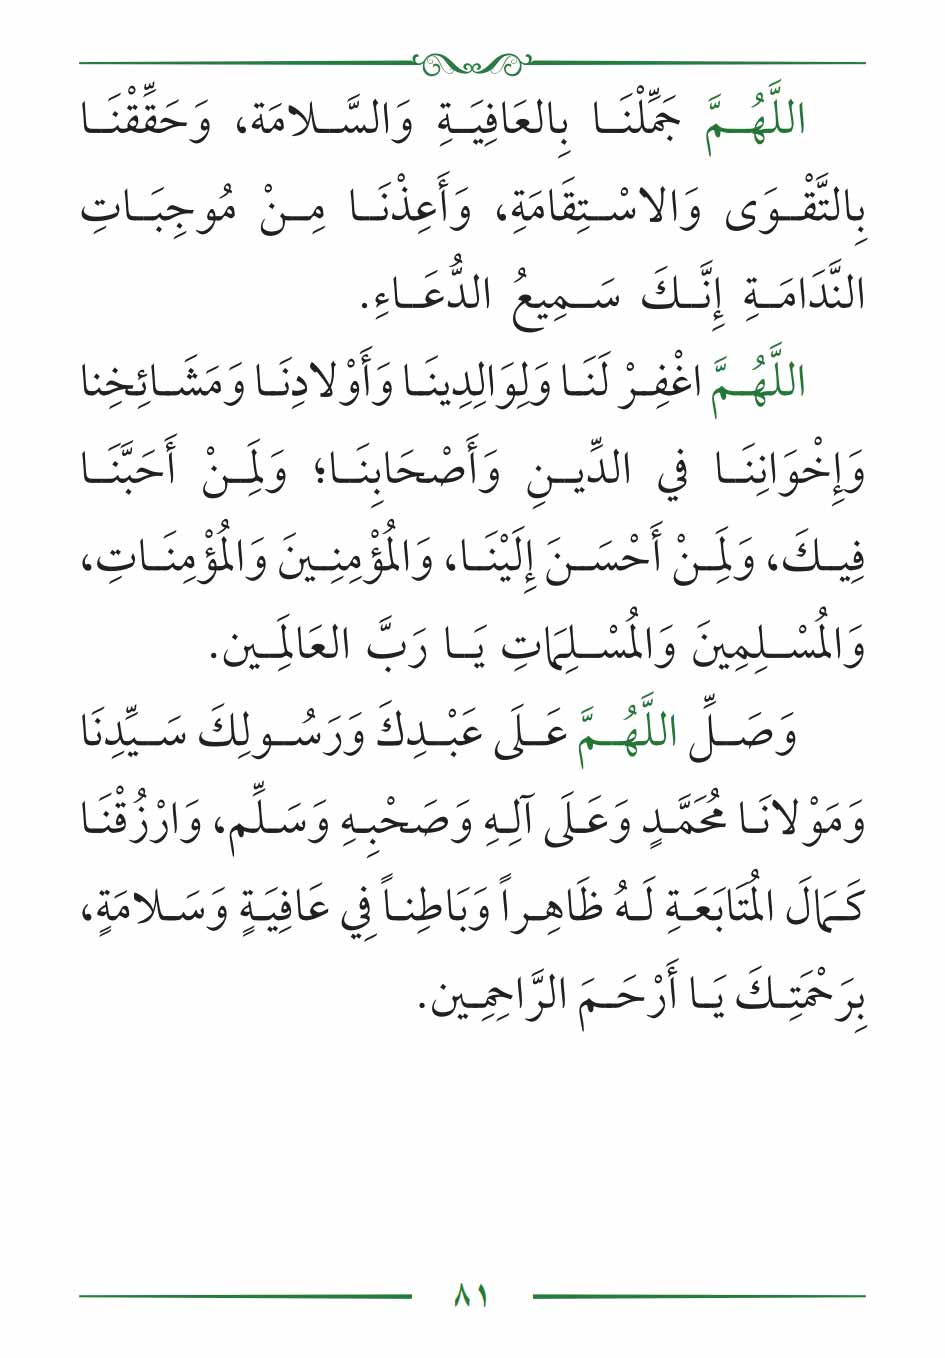 اللَّهُمَّ جَمِّلْنَا بِالعَافِيَةِ وَالسَّلامَة، وَحَقِّقْنَا
بِالتَّقْوَى وَالاسْتِقَامَةِ، وَأَعِذْنَا مِنْ مُوجِبَاتِ
النَّدَامَةِ إِنَّكَ سَمِيعُ الدُّعَاءِ.
اللَّهُمَّ اغْفِرْ لَنَا وَلِوَالِدِينَا وَأَوْلادِنَا وَمَشَائِخِنا
وَإِخْوَانِنَا في الدِّينِ وَأَصْحَابِنَا؛ وَلِمَنْ أَحَبَّنَا
فِيكَ، وَلِمَنْ أَحْسَنَ إِلَيْنَا، وَالمُؤْمِنِينَ وَالمُؤْمِنَاتِ،
وَالمُسْلِمِينَ وَالمُسْلِمَاتِ يَا رَبَّ العَالَمِين.
وَصَلِّ اللَّهُمَّ عَلَى عَبْدِكَ وَرَسُولِكَ سَيِّدِنَا
وَمَوْلانَا مُحَمَّدٍ وَعَلَى آلِهِ وَصَحْبِهِ وَسَلِّم، وَارْزُقْنَا
كَمَالَ المُتَابَعَةِ لَهُ ظَاهِراً وَبَاطِناً فِي عَافِيَةٍ وَسَلامَةٍ،
بِرَحْمَتِكَ يَا أَرْحَمَ الرَّاحِمِين.
٨١